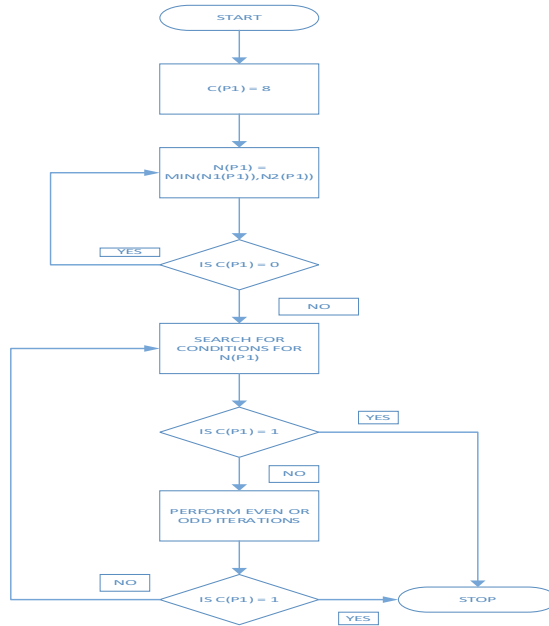 START
C(P1) = 8
N(P1) =
MIN(N1(P1)),N2(P1))
YES
IS C(P1) = 0
NO
SEARCH FOR
CONDITIONS FOR
N(P1)
YES
IS C(P1) = 1
NO
PERFORM EVEN OR
ODD ITERATIONS
NO
IS C(P1) = 1
STOP
YES